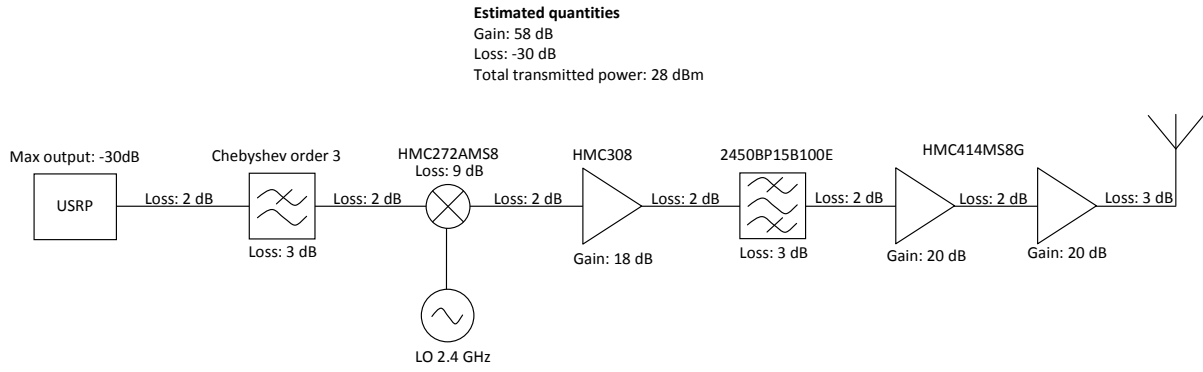 Estimated quantities
Gain: 58 dB
Loss: -30 dB
Total transmitted power: 28 dBm
Max output: -30dB
USRP
Loss: 2 dB
Chebyshev order 3
Loss: 3 dB
Loss: 2 dB
HMC272AMS8
Loss: 9 dB
LO 2.4 GHz
Loss: 2 dB
HMC308
Gain: 18 dB
Loss: 2 dB
2450BP15B100E
Loss: 3 dB
Loss: 2 dB
HMC414MS8G
Gain: 20 dB
Loss: 2 dB
Gain: 20 dB
Loss: 3 dB